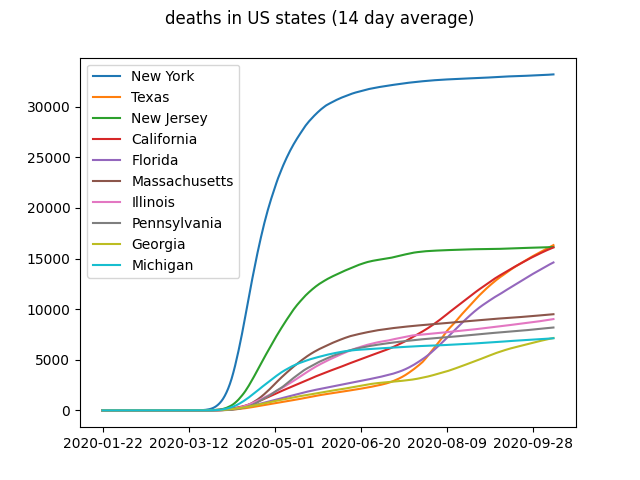 deaths in US states (14 day average)
New York
Texas
New Jersey
California
Florida
Massachusetts
Illinois
Pennsylvania
Georgia
Michigan
30000
25000
20000
15000
10000
5000
0
2020-01-22 2020-03-12 2020-05-01 2020-06-20 2020-08-09 2020-09-28